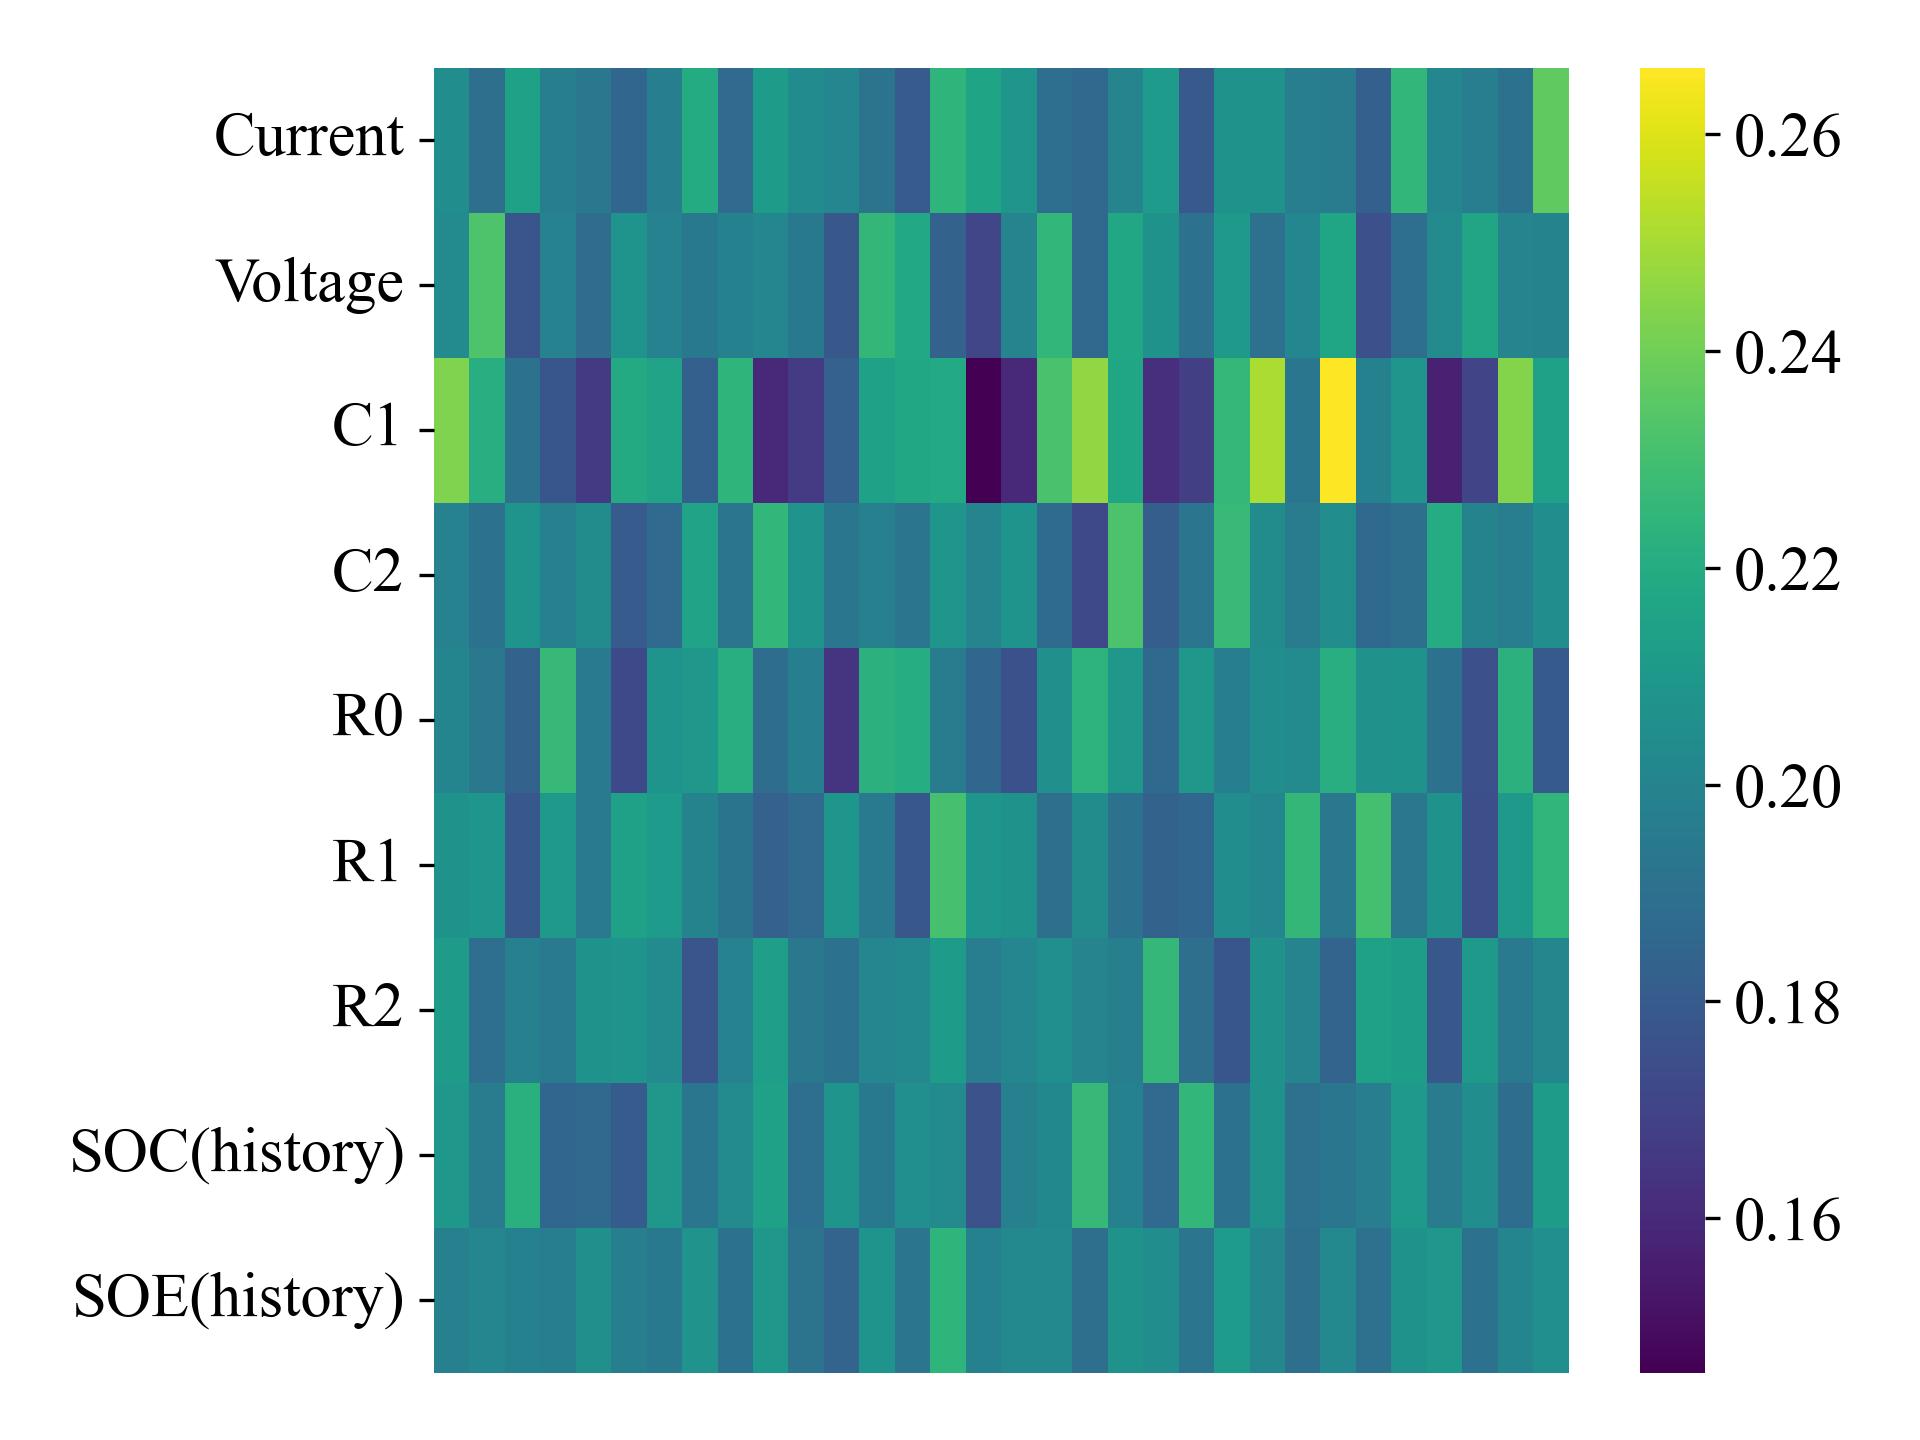 Current
Voltage
C1
C2
R0
R1
R2
SOC(history)
SOE(history)
0.26
0.24
0.22
0.20
0.18
0.16